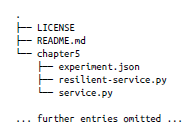 .
├── LICENSE
├── README.md
└── chapter5
    ├── experiment.json
    ├── resilient-service.py
    └── service.py

... further entries omitted ...